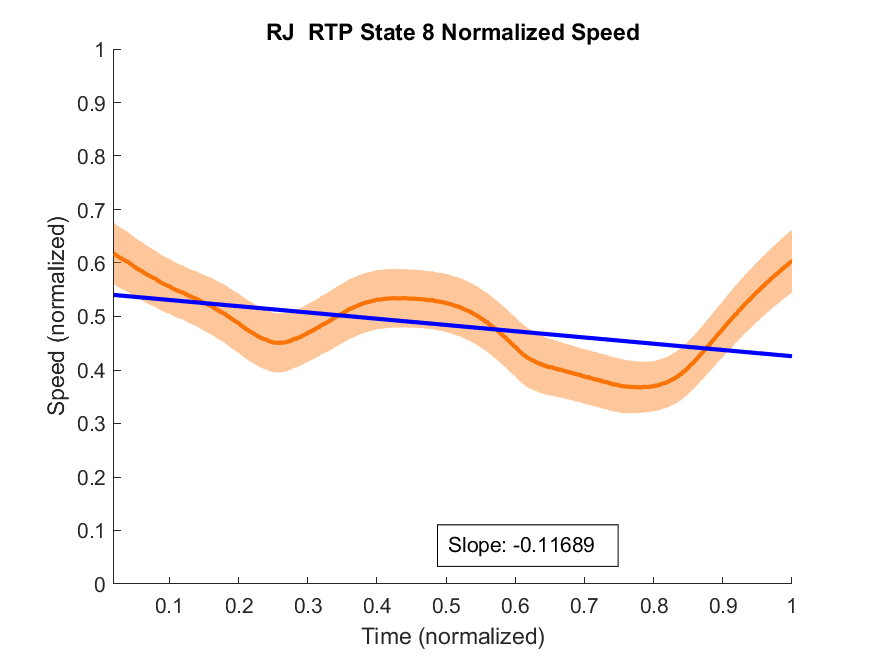 RJ  RTP State 8 Normalized Speed
1
0.9
0.8
0.7
0.6
0.5
0.4
0.3
0.2
0.1
0
Speed (normalized)
Slope: -0.11689
0.1 0.2 0.3 0.4 0.5 0.6 0.7 0.8 0.9 1
Time (normalized)